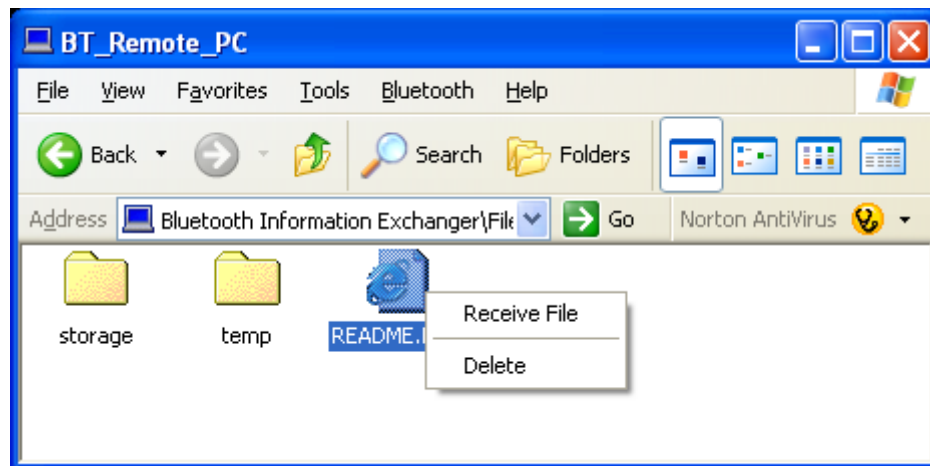 BT_Remote_PC
File View Favorites Tools Bluetooth Help
Back Search Folders
Address Bluetooth Information Exchanger\File Go Norton AntiVirus
storage temp README.
Receive File
Delete